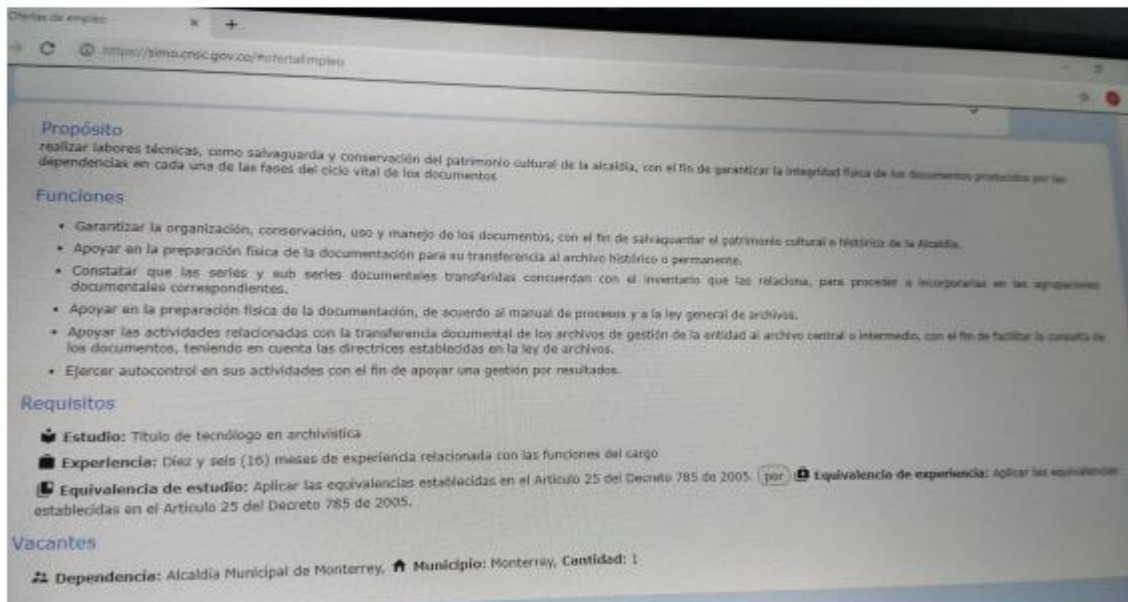 Ofertas de empleo
https://simo.cnsc.gov.co/#ofertaEmpleo
Propósito
realizar labores técnicas, como salvaguarda y conservación del patrimonio cultural de la alcaldía, con el fin de garantizar la integridad física de los documentos producidos por las
dependencias en cada una de las fases del ciclo vital de los documentos
Funciones
• Garantizar la organización, conservación, uso y manejo de los documentos, con el fin de salvaguardar el patrimonio cultural e histórico de la Alcaldía.
• Apoyar en la preparación física de la documentación para su transferencia al archivo histórico o permanente.
• Constatar que las series y sub series documentales transferidas concuerdan con el inventario que las relaciona, para proceder a incorporarlas en las agrupaciones
documentales correspondientes.
• Apoyar en la preparación física de la documentación, de acuerdo al manual de procesos y a la ley general de archivos.
• Apoyar las actividades relacionadas con la transferencia documental de los archivos de gestión de la entidad al archivo central o intermedio, con el fin de facilitar la consulta de
los documentos, teniendo en cuenta las directrices establecidas en la ley de archivos.
• Ejercer autocontrol en sus actividades con el fin de apoyar una gestión por resultados.
Requisitos
Estudio: Título de tecnólogo en archivística
Experiencia: Diez y seis (16) meses de experiencia relacionada con las funciones del cargo
Equivalencia de estudio: Aplicar las equivalencias establecidas en el Articulo 25 del Decreto 785 de 2005. por Equivalencia de experiencia: Aplicar las equivalencias
establecidas en el Articulo 25 del Decreto 785 de 2005.
Vacantes
Dependencia: Alcaldía Municipal de Monterrey, Municipio: Monterrey, Cantidad: 1